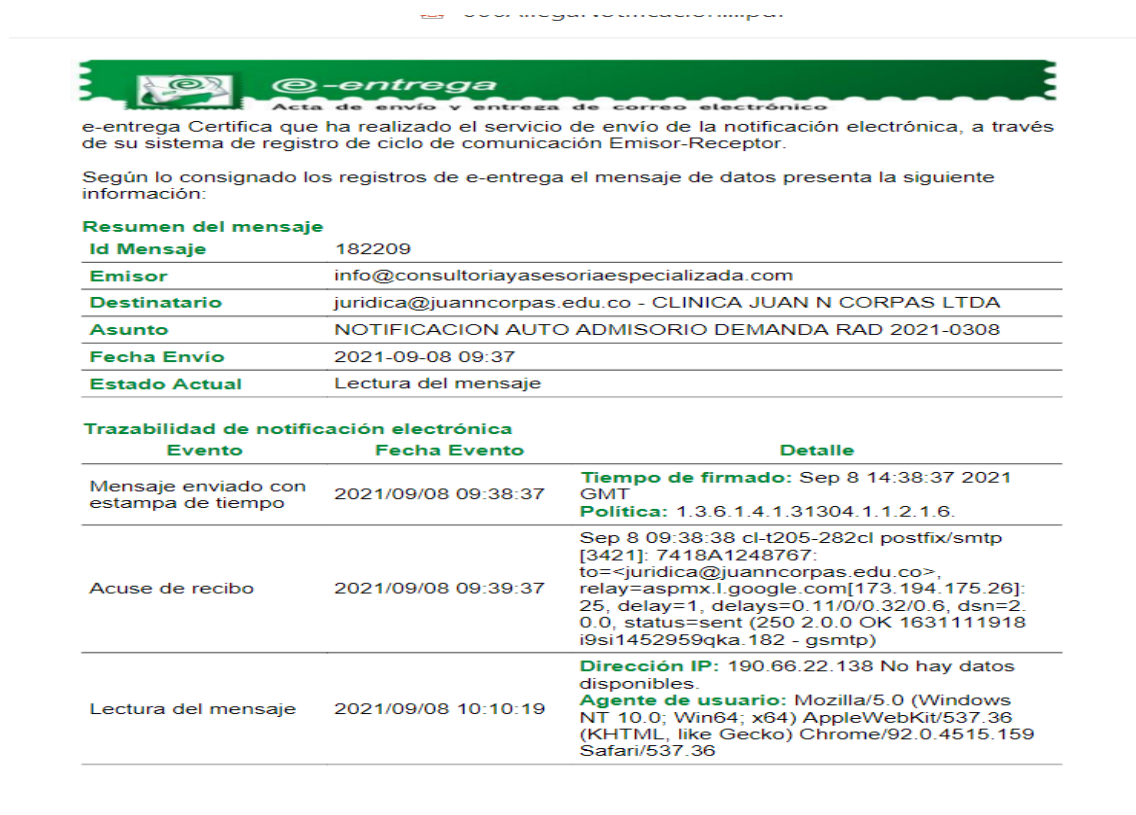 e-entrega
Acta de envío y entrega de correo electrónico
e-entrega Certifica que ha realizado el servicio de envío de la notificación electrónica, a través
de su sistema de registro de ciclo de comunicación Emisor-Receptor.
Según lo consignado los registros de e-entrega el mensaje de datos presenta la siguiente
información:
Resumen del mensaje
Id Mensaje 182209
Emisor info@consultoriayasesoriaespecializada.com
Destinatario juridica@juanncorpas.edu.co - CLINICA JUAN N CORPAS LTDA
Asunto NOTIFICACION AUTO ADMISORIO DEMANDA RAD 2021-0308
Fecha Envío 2021-09-08 09:37
Estado Actual Lectura del mensaje
Trazabilidad de notificación electrónica
Evento Fecha Evento Detalle
Mensaje enviado con
estampa de tiempo
2021/09/08 09:38:37
Tiempo de firmado: Sep 8 14:38:37 2021
GMT
Política: 1.3.6.1.4.1.31304.1.1.2.1.6.
Acuse de recibo
2021/09/08 09:39:37
Sep 8 09:38:38 cl-t205-282cl postfix/smtp
[3421]: 7418A1248767:
to=<juridica@juanncorpas.edu.co>,
relay=aspmx.l.google.com[173.194.175.26]:
25, delay=1, delays=0.11/0/0.32/0.6, dsn=2.
0.0, status=sent (250 2.0.0 OK 1631111918
i9si1452959qka.182 - gsmtp)
Lectura del mensaje
2021/09/08 10:10:19
Dirección IP: 190.66.22.138 No hay datos
disponibles.
Agente de usuario: Mozilla/5.0 (Windows
NT 10.0; Win64; x64) AppleWebKit/537.36
(KHTML, like Gecko) Chrome/92.0.4515.159
Safari/537.36